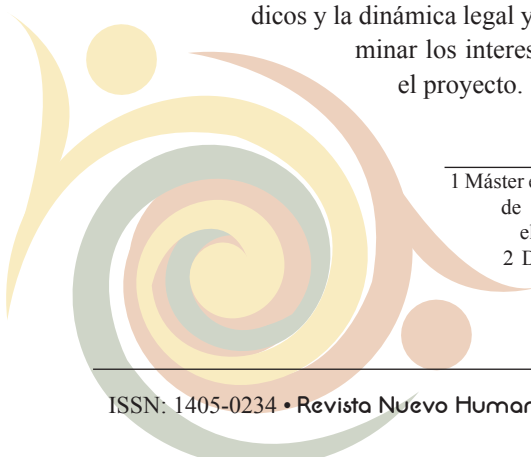 dicos y la dinámica legal y
minar los interes
el proyecto.
1 Máster
de
el
2 D
ISSN: 1405-0234 • Revista Nuevo Human